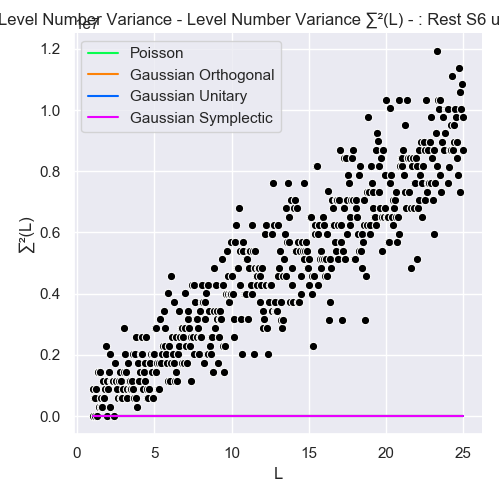 Level Number Variance - Level Number Variance ∑²(L) - : Rest S6 u
1e7
Poisson
Gaussian Orthogonal
Gaussian Unitary
Gaussian Symplectic
1.2
1.0
0.8
0.6
0.4
0.2
0.0
∑²(L)
0 5 10 15 20 25
L